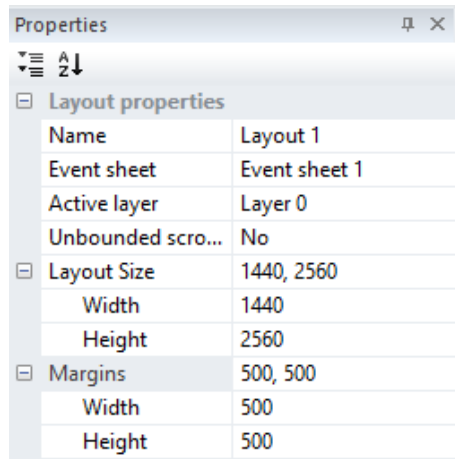 Properties
Layout properties
Name Layout 1
Event sheet Event sheet 1
Active layer Layer 0
Unbounded scro... No
Layout Size 1440, 2560
Width 1440
Height 2560
Margins 500, 500
Width 500
Height 500